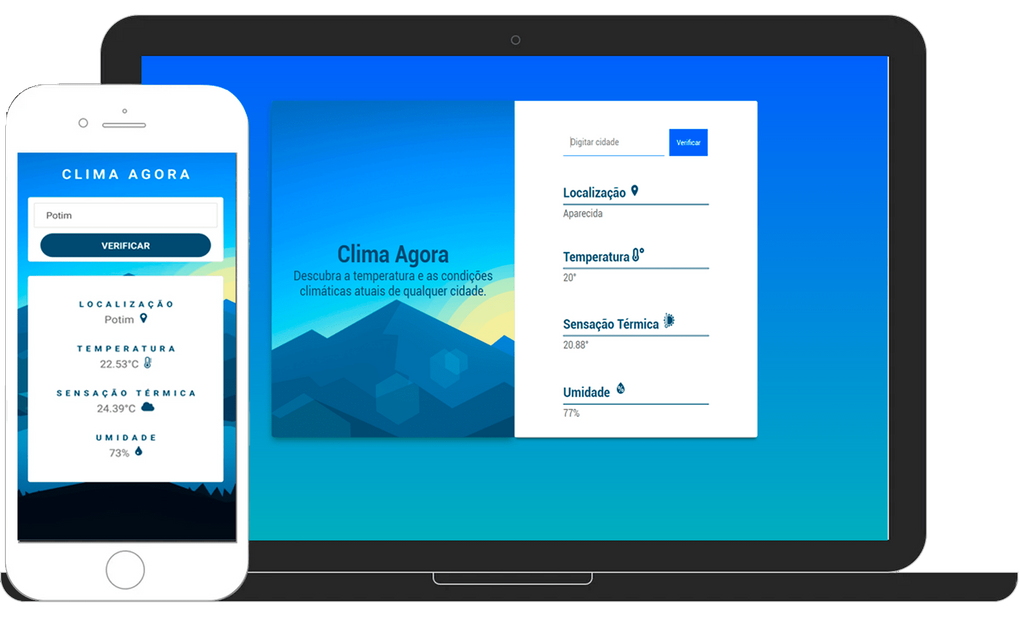 CLIMA AGORA
Potim
VERIFICAR
LOCALIZAÇÃO
Potim
TEMPERATURA
22.53°C
SENSAÇÃO TÉRMICA
24.39°C
UMIDADE
73%
Clima Agora
Descubra a temperatura e as condições
climáticas atuais de qualquer cidade.
Digitar cidade
Verificar
Localização
Aparecida
Temperatura
20°
Sensação Térmica
20.88°
Umidade
77%